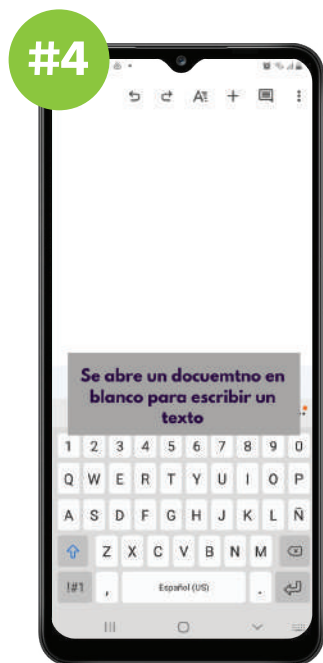 #4
Se abre un docuemtno en
blanco para escribir un
texto
1 2 3 4 5 6 7 8 9 0
Q W E R T Y U I O P
A S D F G H J K L Ñ
Z X C V B N M
!#1 , Español (US) .